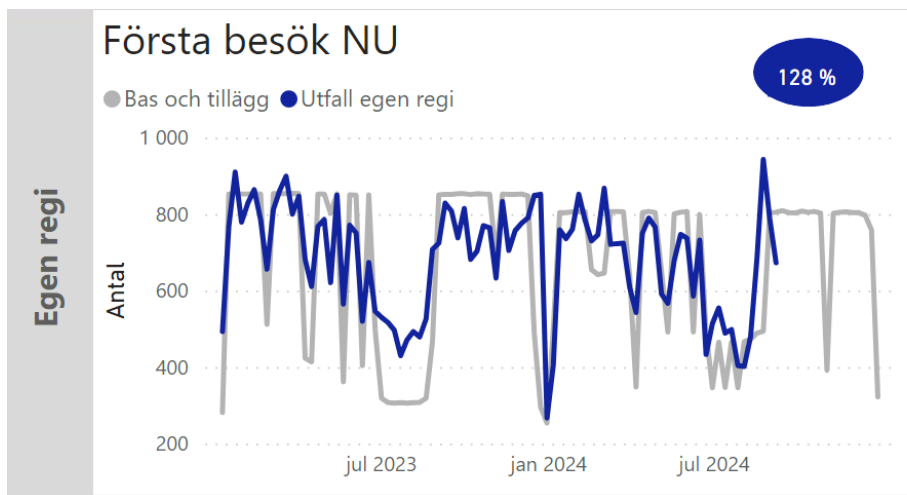 Egen regi
Första besök NU
128 %
Bas och tillägg Utfall egen regi
Antal
1 000
800
600
400
200
jul 2023 jan 2024 jul 2024